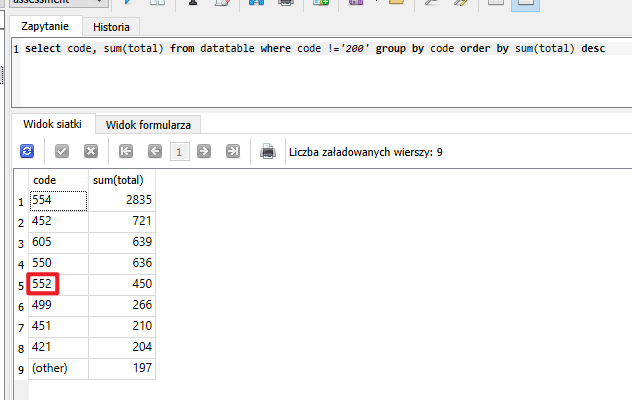 assessment
Zapytanie Historia
1 select code, sum(total) from datatable where code !='200' group by code order by sum(total) desc
Widok siatki Widok formularza
1 Liczba załadowanych wierszy: 9
code sum(total)
1 554 2835
2 452 721
3 605 639
4 550 636
5 552 450
6 499 266
7 451 210
8 421 204
9 (other) 197